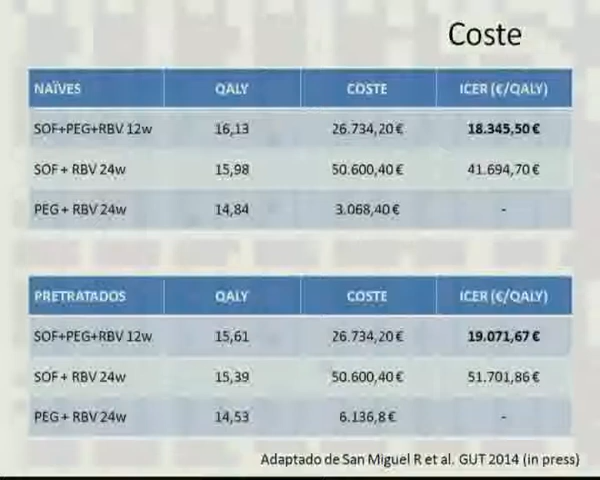 Coste
NAÏVES QALY COSTE ICER (€/QALY)
SOF+PEG+RBV 12w 16,13 26.734,20 € 18.345,50 €
SOF + RBV 24w 15,98 50.600,40 € 41.694,70 €
PEG + RBV 24w 14,84 3.068,40 € -
PRETRATADOS QALY COSTE ICER (€/QALY)
SOF+PEG+RBV 12w 15,61 26.734,20 € 19.071,67 €
SOF + RBV 24w 15,39 50.600,40 € 51.701,86 €
PEG + RBV 24w 14,53 6.136,8 € -
Adaptado de San Miguel R et al. GUT 2014 (in press)